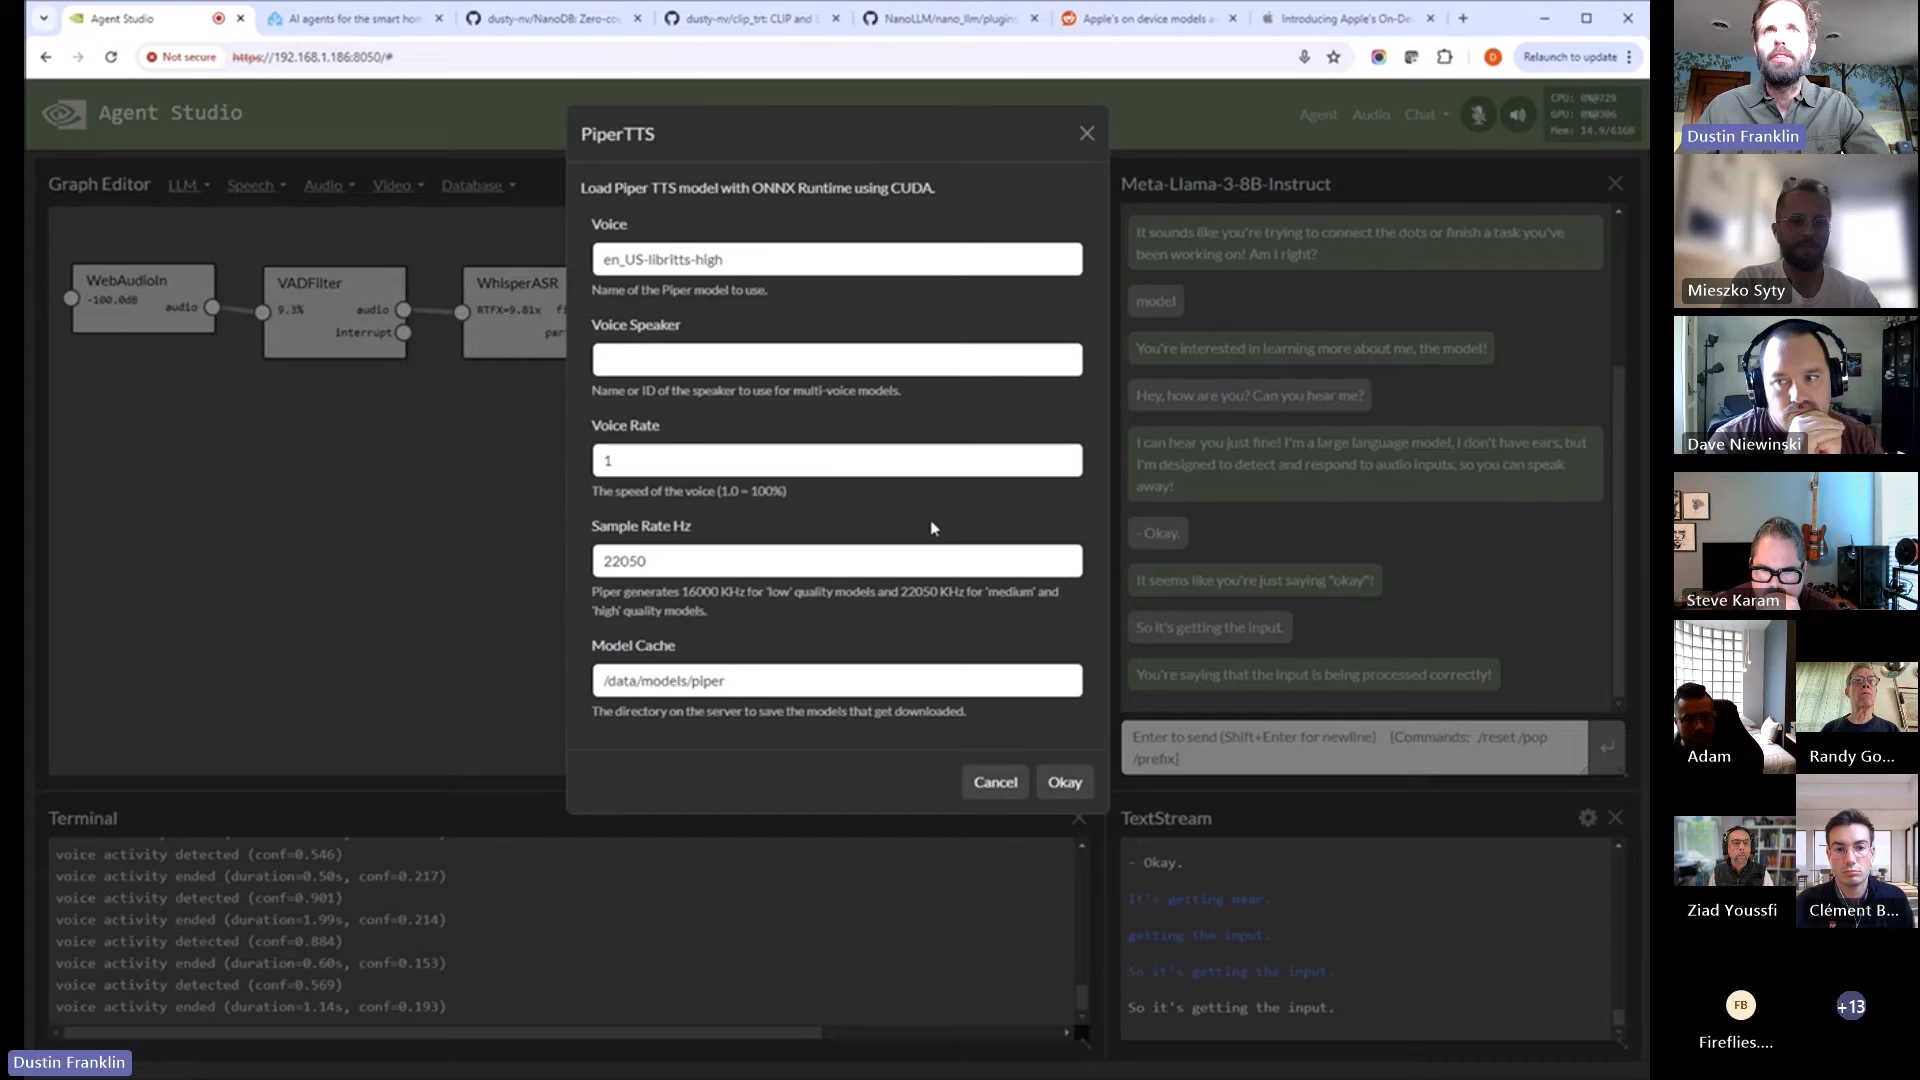 Agent Studio
AI agents for the smart hom
dusty-nv/NanoDB: Zero-co
dusty-nv/clip_trt: CLIP and
NanoLLM/nano_llm/plugin
Apple's on device models a
Introducing Apple's On-De
Not secure https://192.168.1.186:8050/#
D
Relaunch to update
Agent Studio
Agent Audio Chat
CPU: 0%@729
GPU: 0%@306
Mem: 14.9/61GB
Graph Editor LLM Speech Audio Video Database
WebAudioIn
-100.0dB audio
VADFilter
9.3% audio
interrupt
WhisperASR
RTFX=9.81x fi
par
PiperTTS
Load Piper TTS model with ONNX Runtime using CUDA.
Voice
en_US-libritts-high
Name of the Piper model to use.
Voice Speaker
Name or ID of the speaker to use for multi-voice models.
Voice Rate
1
The speed of the voice (1.0 = 100%)
Sample Rate Hz
22050
Piper generates 16000 KHz for 'low' quality models and 22050 KHz for 'medium' and
'high' quality models.
Model Cache
/data/models/piper
The directory on the server to save the models that get downloaded.
Cancel Okay
Meta-Llama-3-8B-Instruct
It sounds like you're trying to connect the dots or finish a task you've
been working on! Am I right?
model
You're interested in learning more about me, the model!
Hey, how are you? Can you hear me?
I can hear you just fine! I'm a large language model, I don't have ears, but
I'm designed to detect and respond to audio inputs, so you can speak
away!
- Okay.
It seems like you're just saying "okay"!
So it's getting the input.
You're saying that the input is being processed correctly!
Enter to send (Shift+Enter for newline) [Commands: /reset /pop
/prefix]
Terminal
voice activity detected (conf=0.546)
voice activity ended (duration=0.50s, conf=0.217)
voice activity detected (conf=0.901)
voice activity ended (duration=1.99s, conf=0.214)
voice activity detected (conf=0.884)
voice activity ended (duration=0.60s, conf=0.153)
voice activity detected (conf=0.569)
voice activity ended (duration=1.14s, conf=0.193)
TextStream
- Okay.
It's getting near.
getting the input.
So it's getting the input.
So it's getting the input.
Dustin Franklin
Dustin Franklin
Mieszko Syty
Dave Niewinski
Steve Karam
Adam
Randy Go...
Ziad Youssfi
Clément B...
FB
Fireflies....
+13